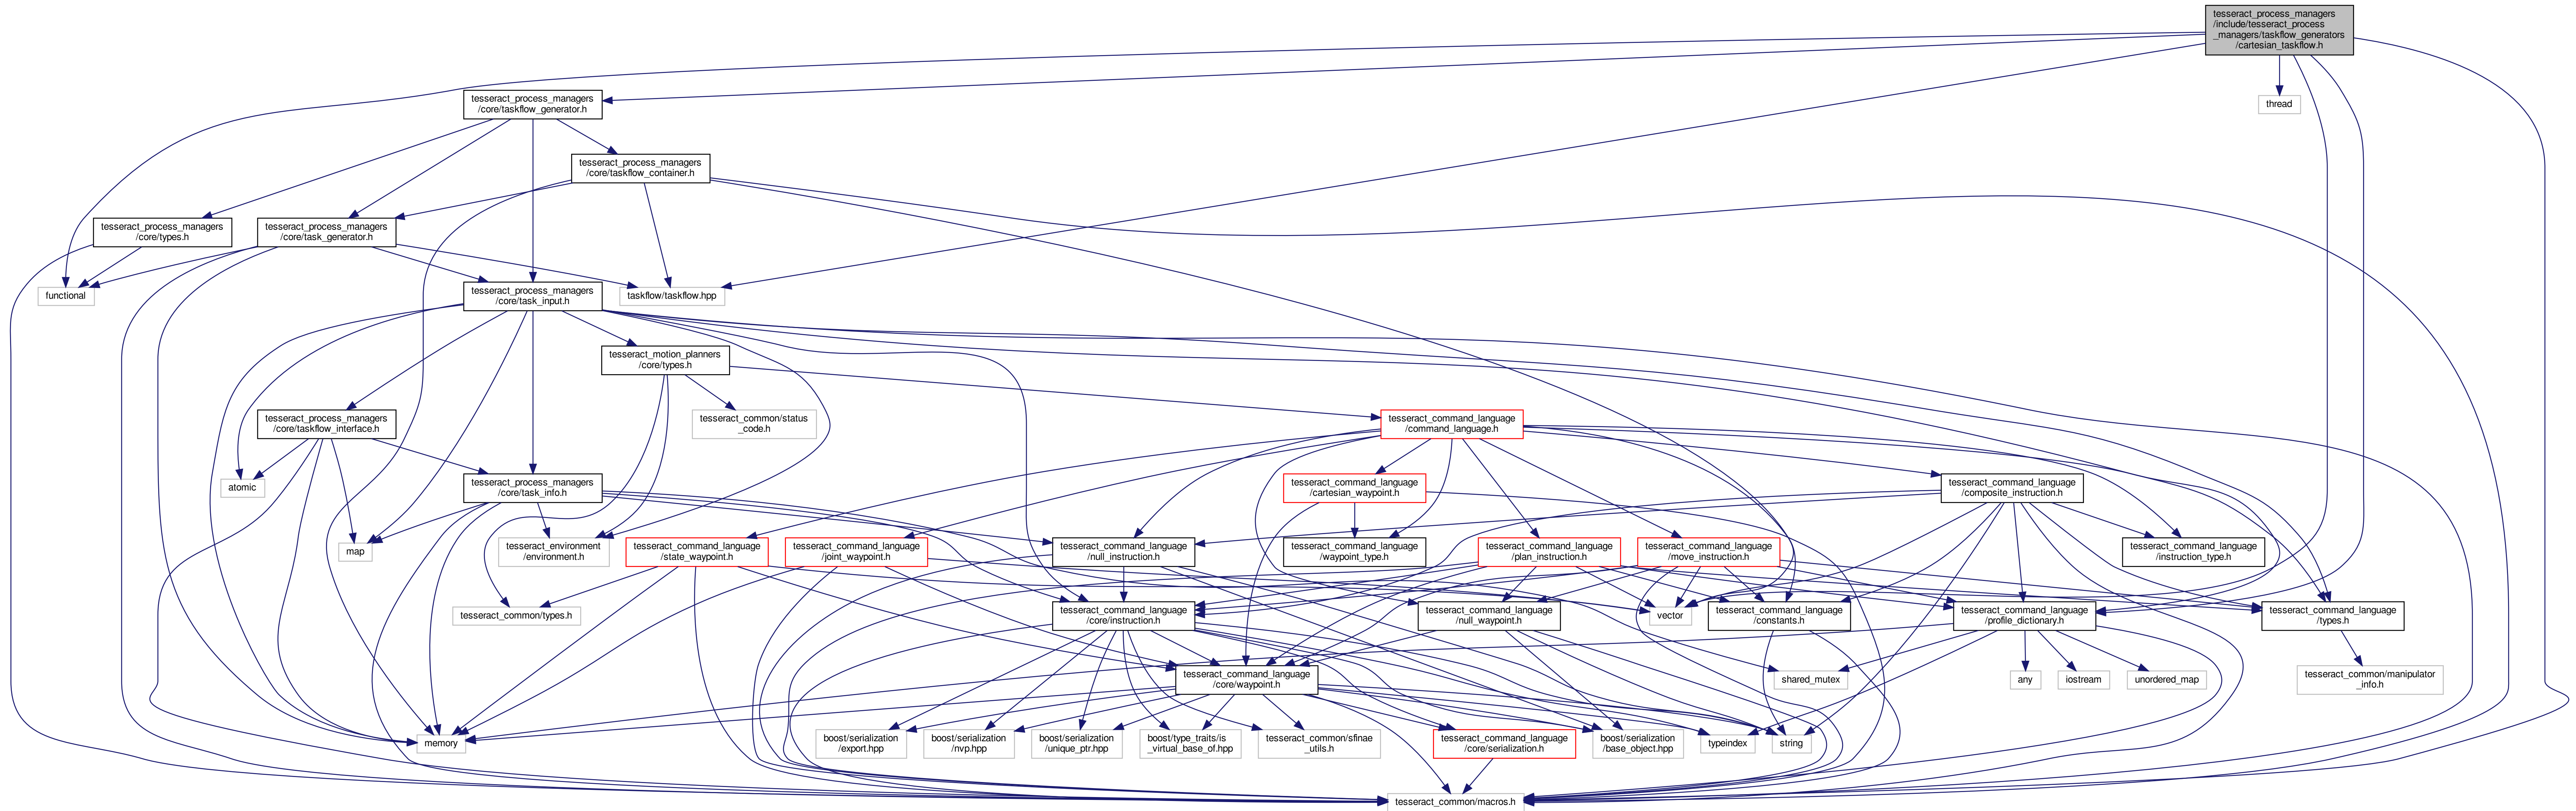 tesseract_process_managers
/include/tesseract_process
_managers/taskflow_generators
/cartesian_taskflow.h
tesseract_process_managers
/core/taskflow_generator.h
thread
tesseract_process_managers
/core/taskflow_container.h
tesseract_process_managers
/core/types.h
tesseract_process_managers
/core/task_generator.h
functional
tesseract_process_managers
/core/task_input.h
taskflow/taskflow.hpp
tesseract_motion_planners
/core/types.h
tesseract_process_managers
/core/taskflow_interface.h
tesseract_common/status
_code.h
tesseract_command_language
/command_language.h
atomic
tesseract_process_managers
/core/task_info.h
tesseract_command_language
/cartesian_waypoint.h
tesseract_command_language
/composite_instruction.h
map
tesseract_environment
/environment.h
tesseract_command_language
/state_waypoint.h
tesseract_command_language
/joint_waypoint.h
tesseract_command_language
/null_instruction.h
tesseract_command_language
/waypoint_type.h
tesseract_command_language
/plan_instruction.h
tesseract_command_language
/move_instruction.h
tesseract_command_language
/instruction_type.h
tesseract_common/types.h
tesseract_command_language
/core/instruction.h
tesseract_command_language
/null_waypoint.h
vector
tesseract_command_language
/constants.h
tesseract_command_language
/profile_dictionary.h
tesseract_command_language
/types.h
tesseract_command_language
/core/waypoint.h
shared_mutex
any
iostream
unordered_map
tesseract_common/manipulator
_info.h
memory
boost/serialization
/export.hpp
boost/serialization
/nvp.hpp
boost/serialization
/unique_ptr.hpp
boost/type_traits/is
_virtual_base_of.hpp
tesseract_common/sfinae
_utils.h
tesseract_command_language
/core/serialization.h
boost/serialization
/base_object.hpp
typeindex
string
tesseract_common/macros.h